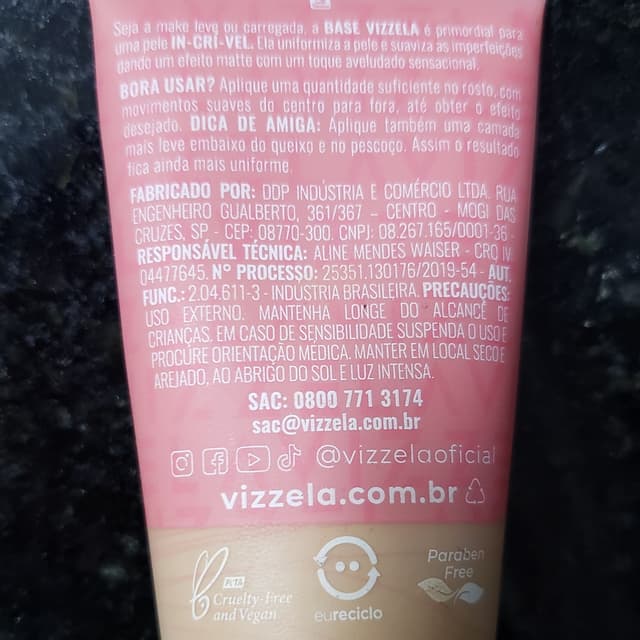 Seja a make leve ou carregada, a BASE VIZZELA é primordial para
uma pele IN-CRÍ-VEL. Ela uniformiza a pele e suaviza as imperfeições
dando um efeito matte com um toque aveludado sensacional.
BORA USAR? Aplique uma quantidade suficiente no rosto, com
movimentos suaves do centro para fora, até obter o efeito
desejado. DICA DE AMIGA: Aplique também uma camada
mais leve embaixo do queixo e no pescoço. Assim o resultado
fica ainda mais uniforme.
FABRICADO POR: DDP INDÚSTRIA E COMÉRCIO LTDA. RUA
ENGENHEIRO GUALBERTO, 361/367 – CENTRO - MOGI DAS
CRUZES, SP - CEP: 08770-300. CNPJ: 08.267.165/0001-36 -
RESPONSÁVEL TÉCNICA: ALINE MENDES WAISER - CRQ IV
04477645. N° PROCESSO: 25351.130176/2019-54 - AUT.
FUNC.: 2.04.611-3 - INDÚSTRIA BRASILEIRA. PRECAUÇÕES:
USO EXTERNO. MANTENHA LONGE DO ALCANCE DE
CRIANÇAS. EM CASO DE SENSIBILIDADE SUSPENDA O USO E
PROCURE ORIENTAÇÃO MÉDICA. MANTER EM LOCAL SECO E
AREJADO, AO ABRIGO DO SOL E LUZ INTENSA.
SAC: 0800 771 3174
sac@vizzela.com.br
@vizzelaoficial
vizzela.com.br
PETA
Cruelty-Free
and Vegan
eureciclo
Paraben
Free